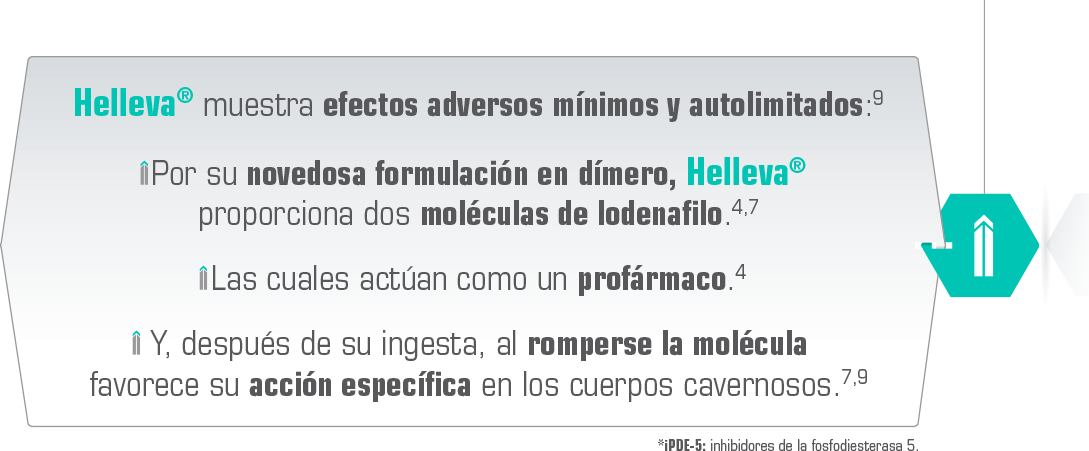 Helleva® muestra efectos adversos mínimos y autolimitados:⁹
Por su novedosa formulación en dímero, Helleva®
proporciona dos moléculas de lodenafilo.⁴,⁷
Las cuales actúan como un profármaco.⁴
Y, después de su ingesta, al romperse la molécula
favorece su acción específica en los cuerpos cavernosos.⁷,⁹
*iPDE-5: inhibidores de la fosfodiesterasa 5.